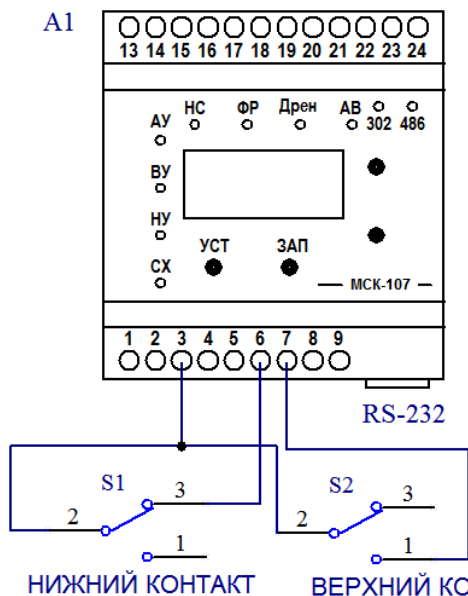 A1
13 14 15 16 17 18 19 20 21 22 23 24
НС ФР Дрен АВ 302 486
АУ
ВУ
НУ
УСТ ЗАП
СХ
МСК-107
1 2 3 4 5 6 7 8 9
RS-232
S1 3
2
1
S2 3
2
1
НИЖНИЙ КОНТАКТ
ВЕРХНИЙ КО